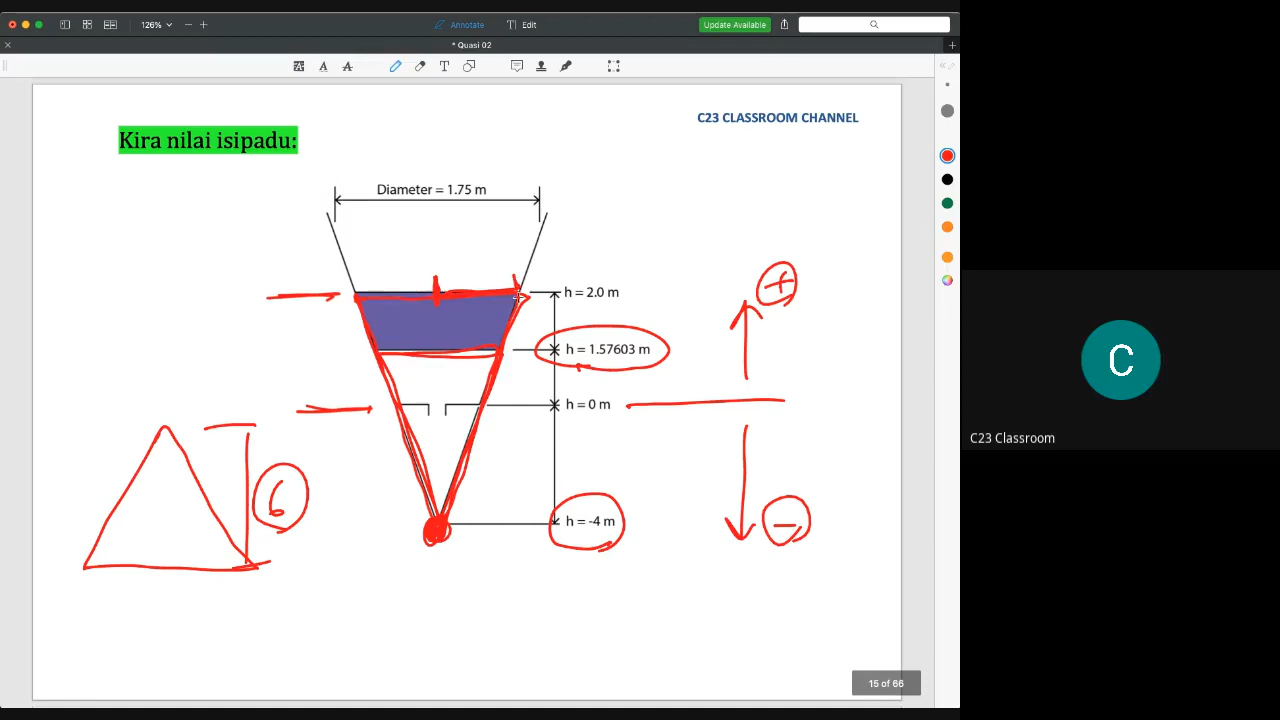 126%
Annotate
T Edit
Update Available
* Quasi 02
C23 CLASSROOM CHANNEL
Kira nilai isipadu:
Diameter = 1.75 m
h = 2.0 m
+
h = 1.57603 m
h = 0 m
6
h = -4 m
-
C
C23 Classroom
15 of 66